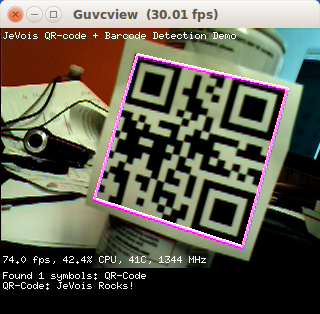 Guvcview (30.01 fps)
JeVois QR-code + Barcode Detection Demo
74.0 fps, 42.4% CPU, 41C, 1344 MHz
Found 1 symbols: QR-Code
QR-Code: JeVois Rocks!